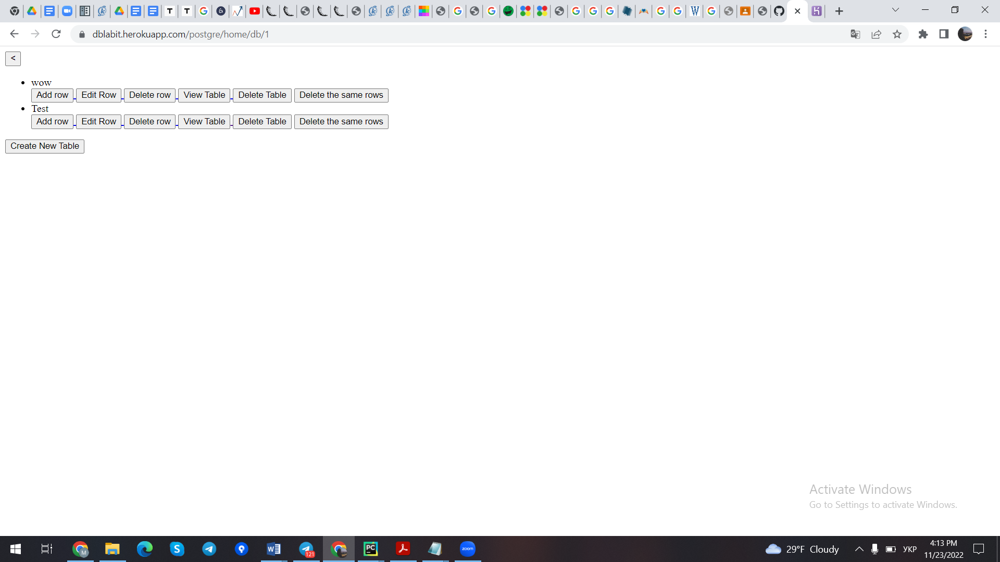 dblabit.herokuapp.com/postgre/home/db/1
<
wow
Add row Edit Row Delete row View Table Delete Table Delete the same rows
Test
Add row Edit Row Delete row View Table Delete Table Delete the same rows
Create New Table
Activate Windows
Go to Settings to activate Windows.
121
zoom
29°F Cloudy
УКР
4:13 PM
11/23/2022